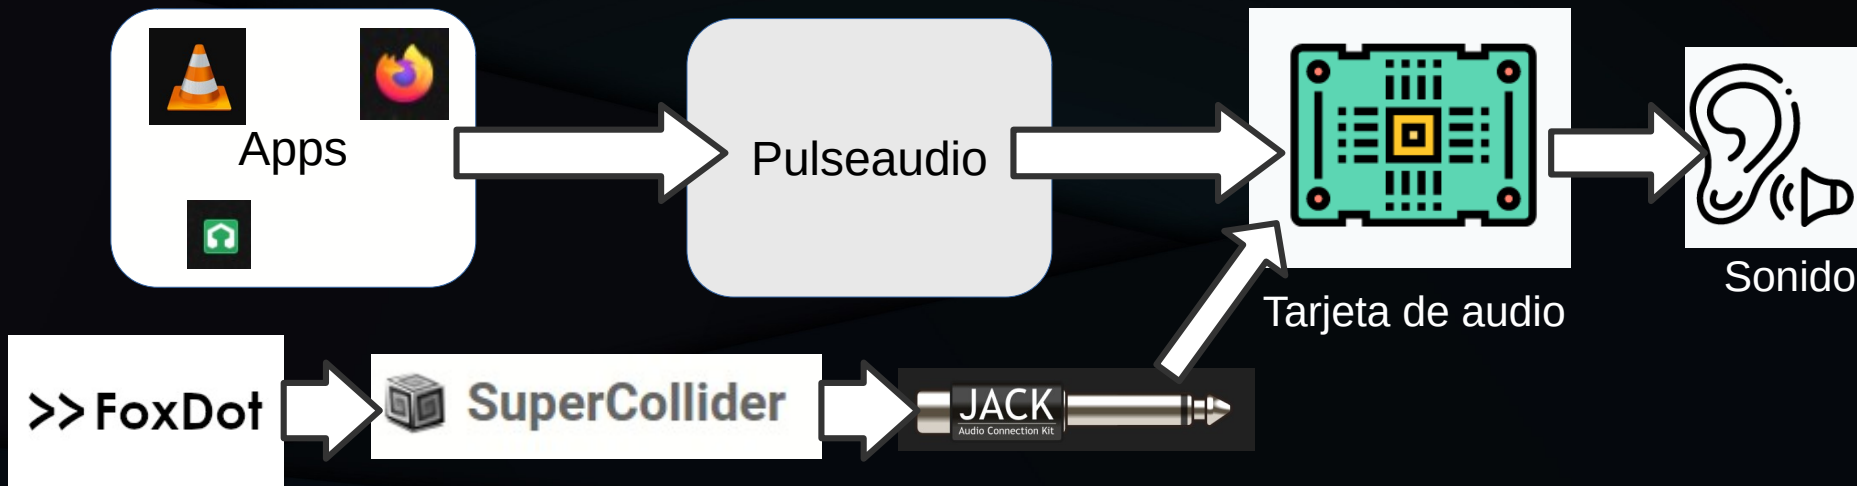 Apps
Pulseaudio
Sonido
Tarjeta de audio
>> FoxDot
SuperCollider
JACK
Audio Connection Kit